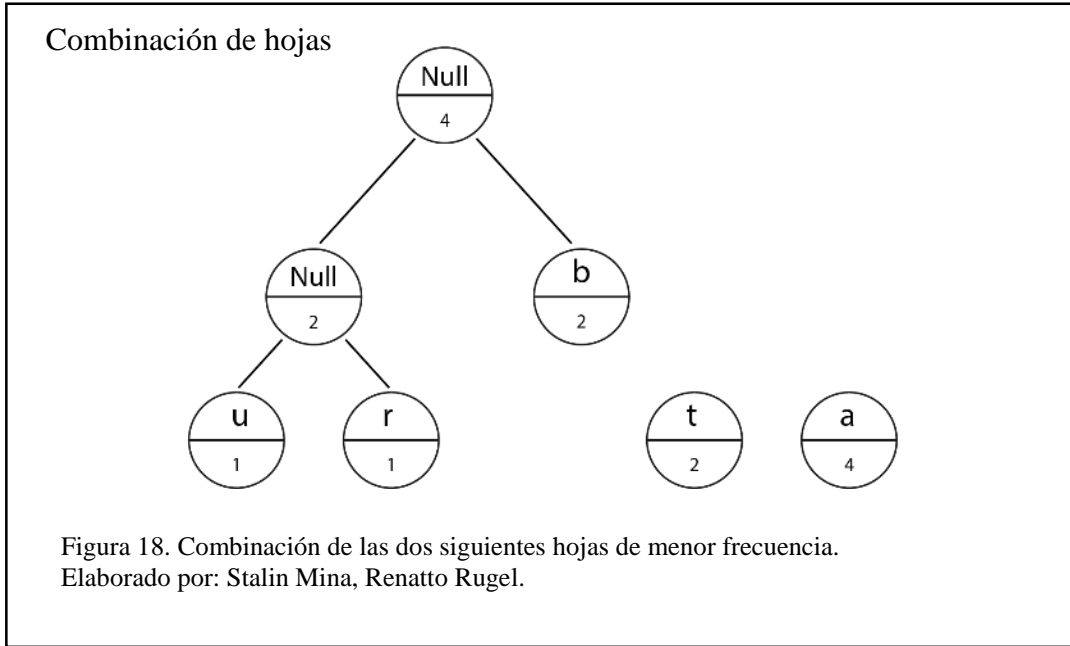 Combinación de hojas
Null
4
Null
2
b
2
u
1
r
1
t
2
a
4
Figura 18. Combinación de las dos siguientes hojas de menor frecuencia.
Elaborado por: Stalin Mina, Renatto Rugel.